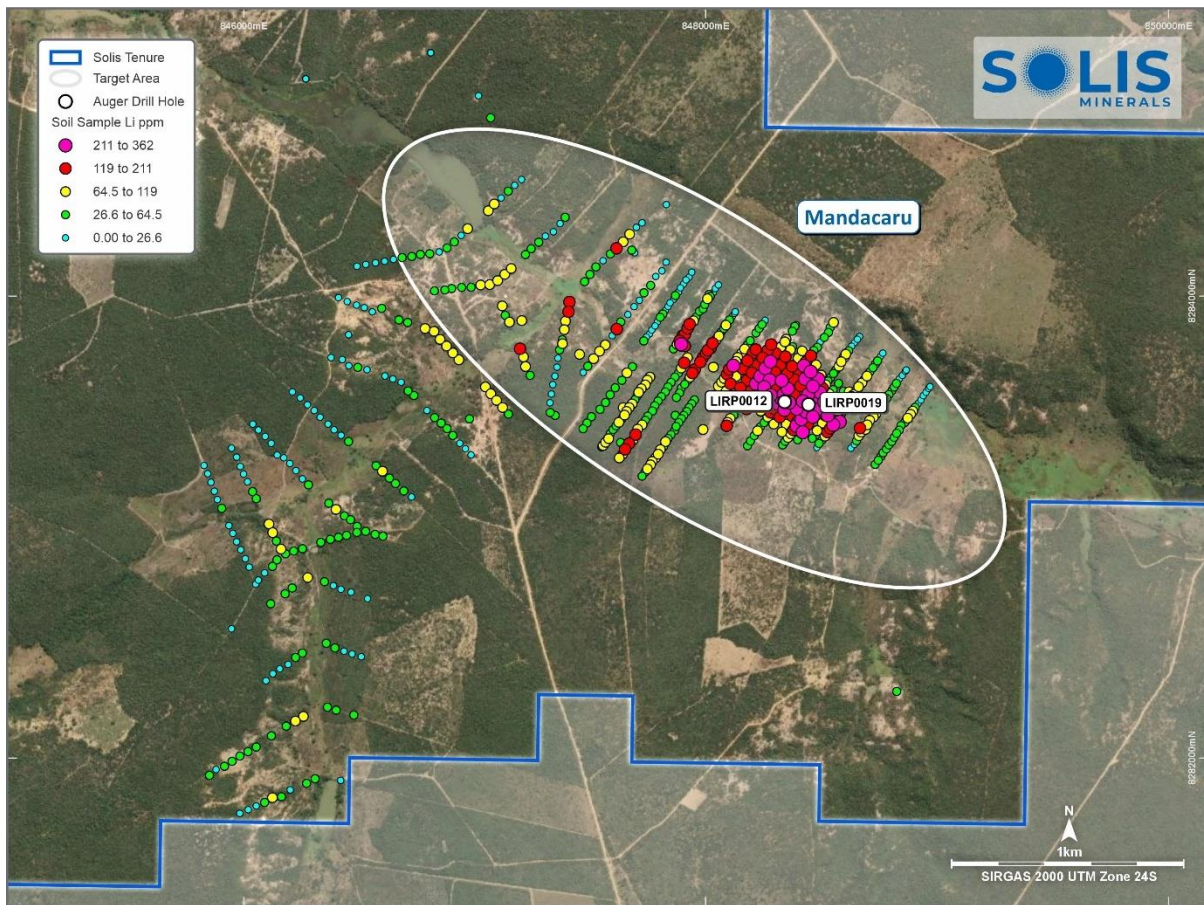 846000mE
848000mE
850000mE
Solis Tenure
Target Area
Auger Drill Hole
Soil Sample Li ppm
211 to 362
119 to 211
64.5 to 119
26.6 to 64.5
0.00 to 26.6
SOLIS
MINERALS
Mandacaru
8284000mN
LIRP0012
LIRP0019
8282000mN
N
1km
SIRGAS 2000 UTM Zone 24S